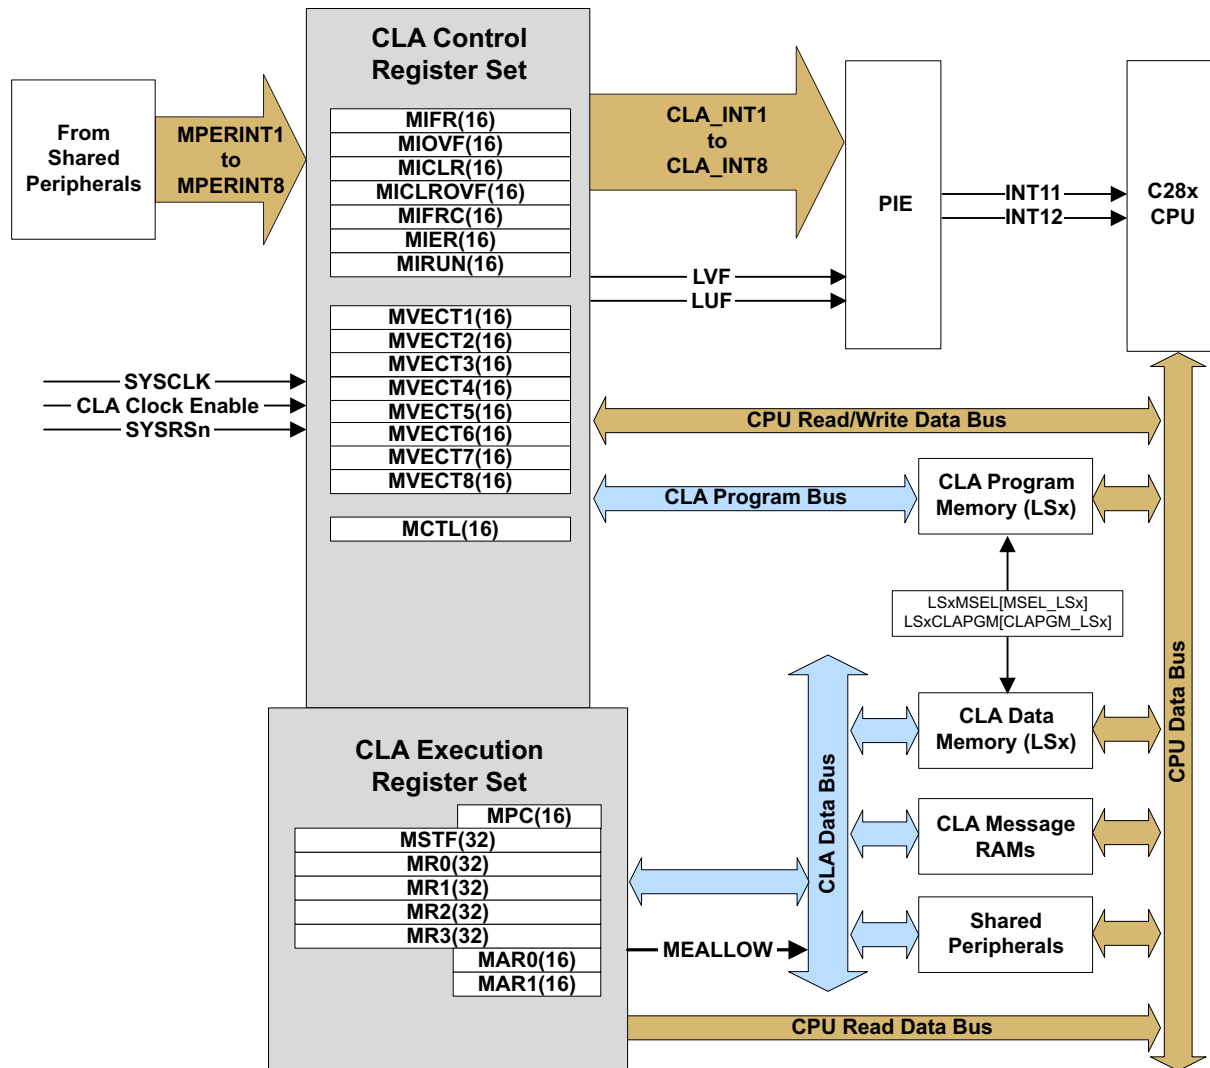 CLA Control
Register Set
From
Shared
Peripherals
MPERINT1
to
MPERINT8
MIFR(16)
MIOVF(16)
MICLR(16)
MICLROVF(16)
MIFRC(16)
MIER(16)
MIRUN(16)
CLA_INT1
to
CLA_INT8
PIE
INT11
INT12
C28x
CPU
LVF
LUF
MVECT1(16)
MVECT2(16)
MVECT3(16)
MVECT4(16)
MVECT5(16)
MVECT6(16)
MVECT7(16)
MVECT8(16)
SYSCLK
CLA Clock Enable
SYSRSn
CPU Read/Write Data Bus
CLA Program Bus
CLA Program
Memory (LSx)
MCTL(16)
LSxMSEL[MSEL_LSx]
LSxCLAPGM[CLAPGM_LSx]
CPU Data Bus
CLA Data Bus
CLA Data
Memory (LSx)
CLA Message
RAMs
Shared
Peripherals
CLA Execution
Register Set
MPC(16)
MSTF(32)
MR0(32)
MR1(32)
MR2(32)
MR3(32)
MAR0(16)
MAR1(16)
MEALLOW
CPU Read Data Bus